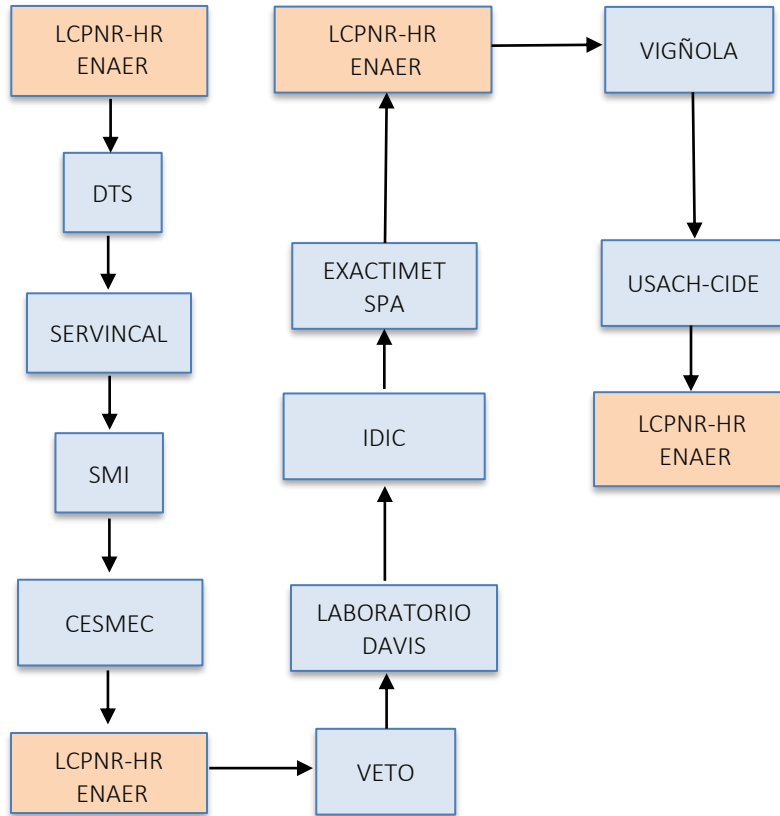 LCPNR-HR
ENAER
DTS
SERVINCAL
SMI
CESMEC
LCPNR-HR
ENAER
VETO
LABORATORIO
DAVIS
IDIC
EXACTIMET
SPA
LCPNR-HR
ENAER
VIGÑOLA
USACH-CIDE
LCPNR-HR
ENAER